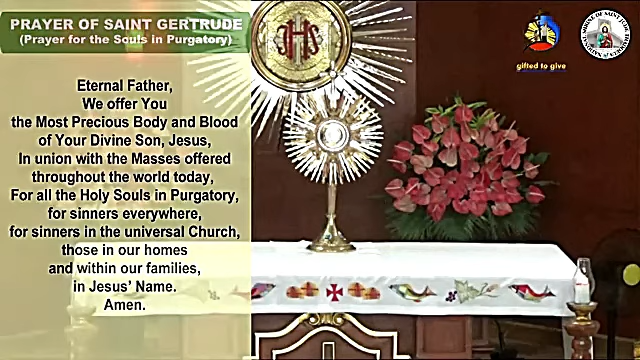 PRAYER OF SAINT GERTRUDE
(Prayer for the Souls in Purgatory)
Eternal Father,
We offer You
the Most Precious Body and Blood
of Your Divine Son, Jesus,
In union with the Masses offered
throughout the world today,
For all the Holy Souls in Purgatory,
for sinners everywhere,
for sinners in the universal Church,
those in our homes
and within our families,
in Jesus' Name.
Amen.
IHS
gifted to give